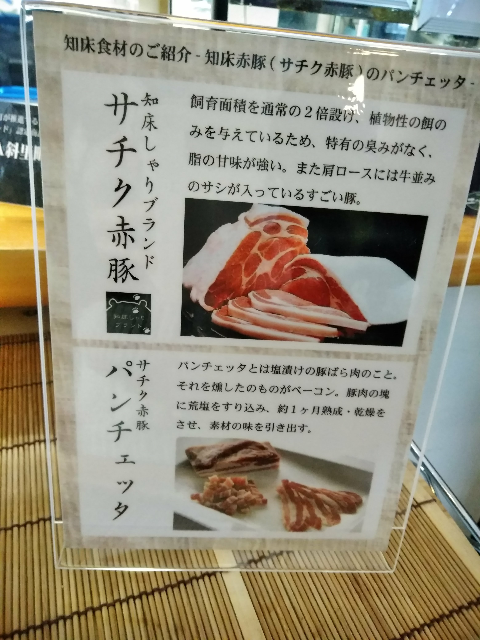 知床食材のご紹介 - 知床赤豚 ( サチク赤豚 ) のパンチェッタ -
知床しゃりブランド
サチク赤豚
飼育面積を通常の２倍設け、植物性の餌の
みを与えているため、特有の臭みがなく、
脂の甘味が強い。また肩ロースには牛並み
のサシが入っているすごい豚。
サチク赤豚
パンチェッタ
パンチェッタとは塩漬けの豚ばら肉のこと。
それを燻したのものがベーコン。豚肉の塊
に荒塩をすり込み、約１ヶ月熟成・乾燥を
させ、素材の味を引き出す。